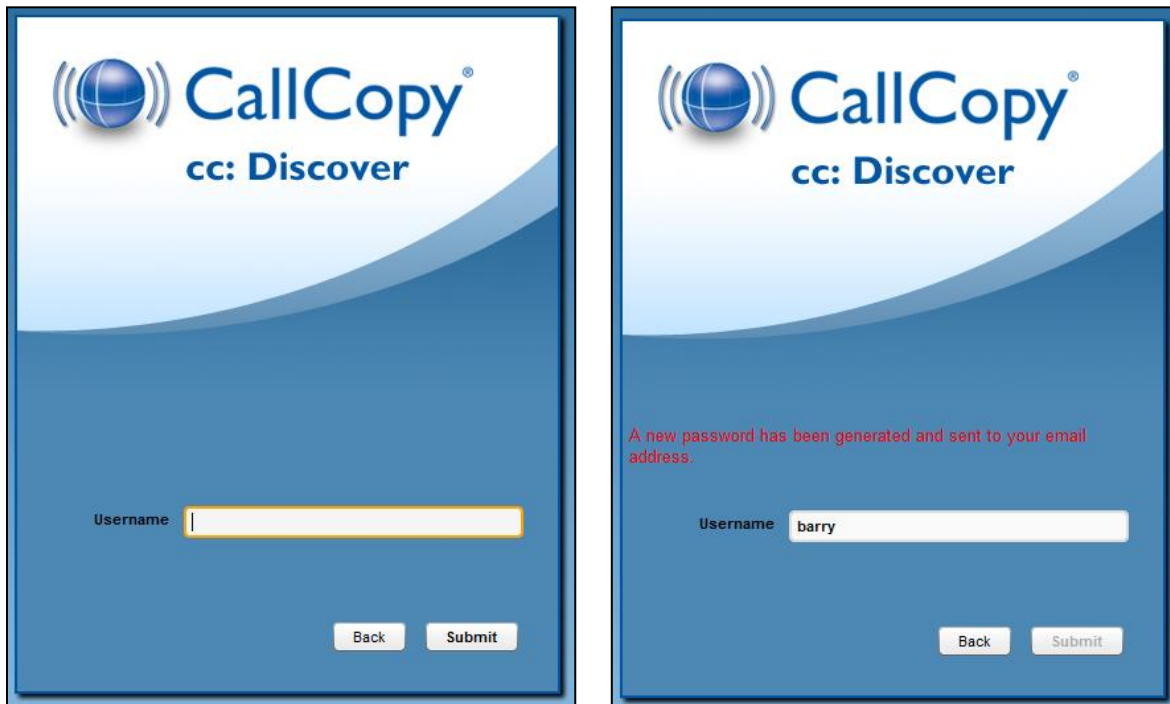 CallCopy®
cc: Discover
Username
Back
Submit
CallCopy®
cc: Discover
A new password has been generated and sent to your email
address.
Username
barry
Back
Submit